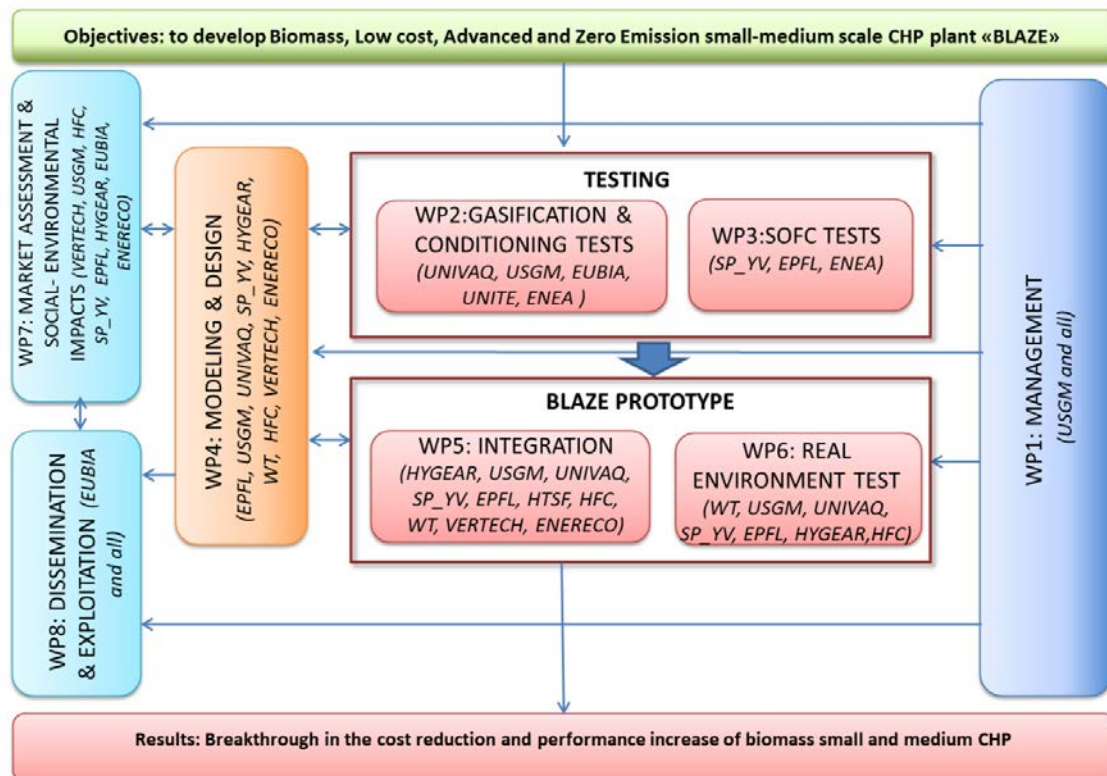 Objectives: to develop Biomass, Low cost, Advanced and Zero Emission small-medium scale CHP plant «BLAZE»
WP7: MARKET ASSESSMENT &
SOCIAL- ENVIRONMENTAL
IMPACTS (VERTECH, USGM, HFC,
SP_YV, EPFL, HYGEAR, EUBIA,
ENERECO)
WP8: DISSEMINATION
& EXPLOITATION (EUBIA
and all)
WP4: MODELING & DESIGN
(EPFL, USGM, UNIVAQ, SP_YV, HYGEAR,
WT, HFC, VERTECH, ENERECO)
TESTING
WP2:GASIFICATION &
CONDITIONING TESTS
(UNIVAQ, USGM, EUBIA,
UNITE, ENEA )
WP3:SOFC TESTS
(SP_YV, EPFL, ENEA)
BLAZE PROTOTYPE
WP5: INTEGRATION
(HYGEAR, USGM, UNIVAQ,
SP_YV, EPFL, HTSF, HFC,
WT, VERTECH, ENERECO)
WP6: REAL
ENVIRONMENT TEST
(WT, USGM, UNIVAQ,
SP_YV, EPFL, HYGEAR,HFC)
WP1: MANAGEMENT
(USGM and all)
Results: Breakthrough in the cost reduction and performance increase of biomass small and medium CHP